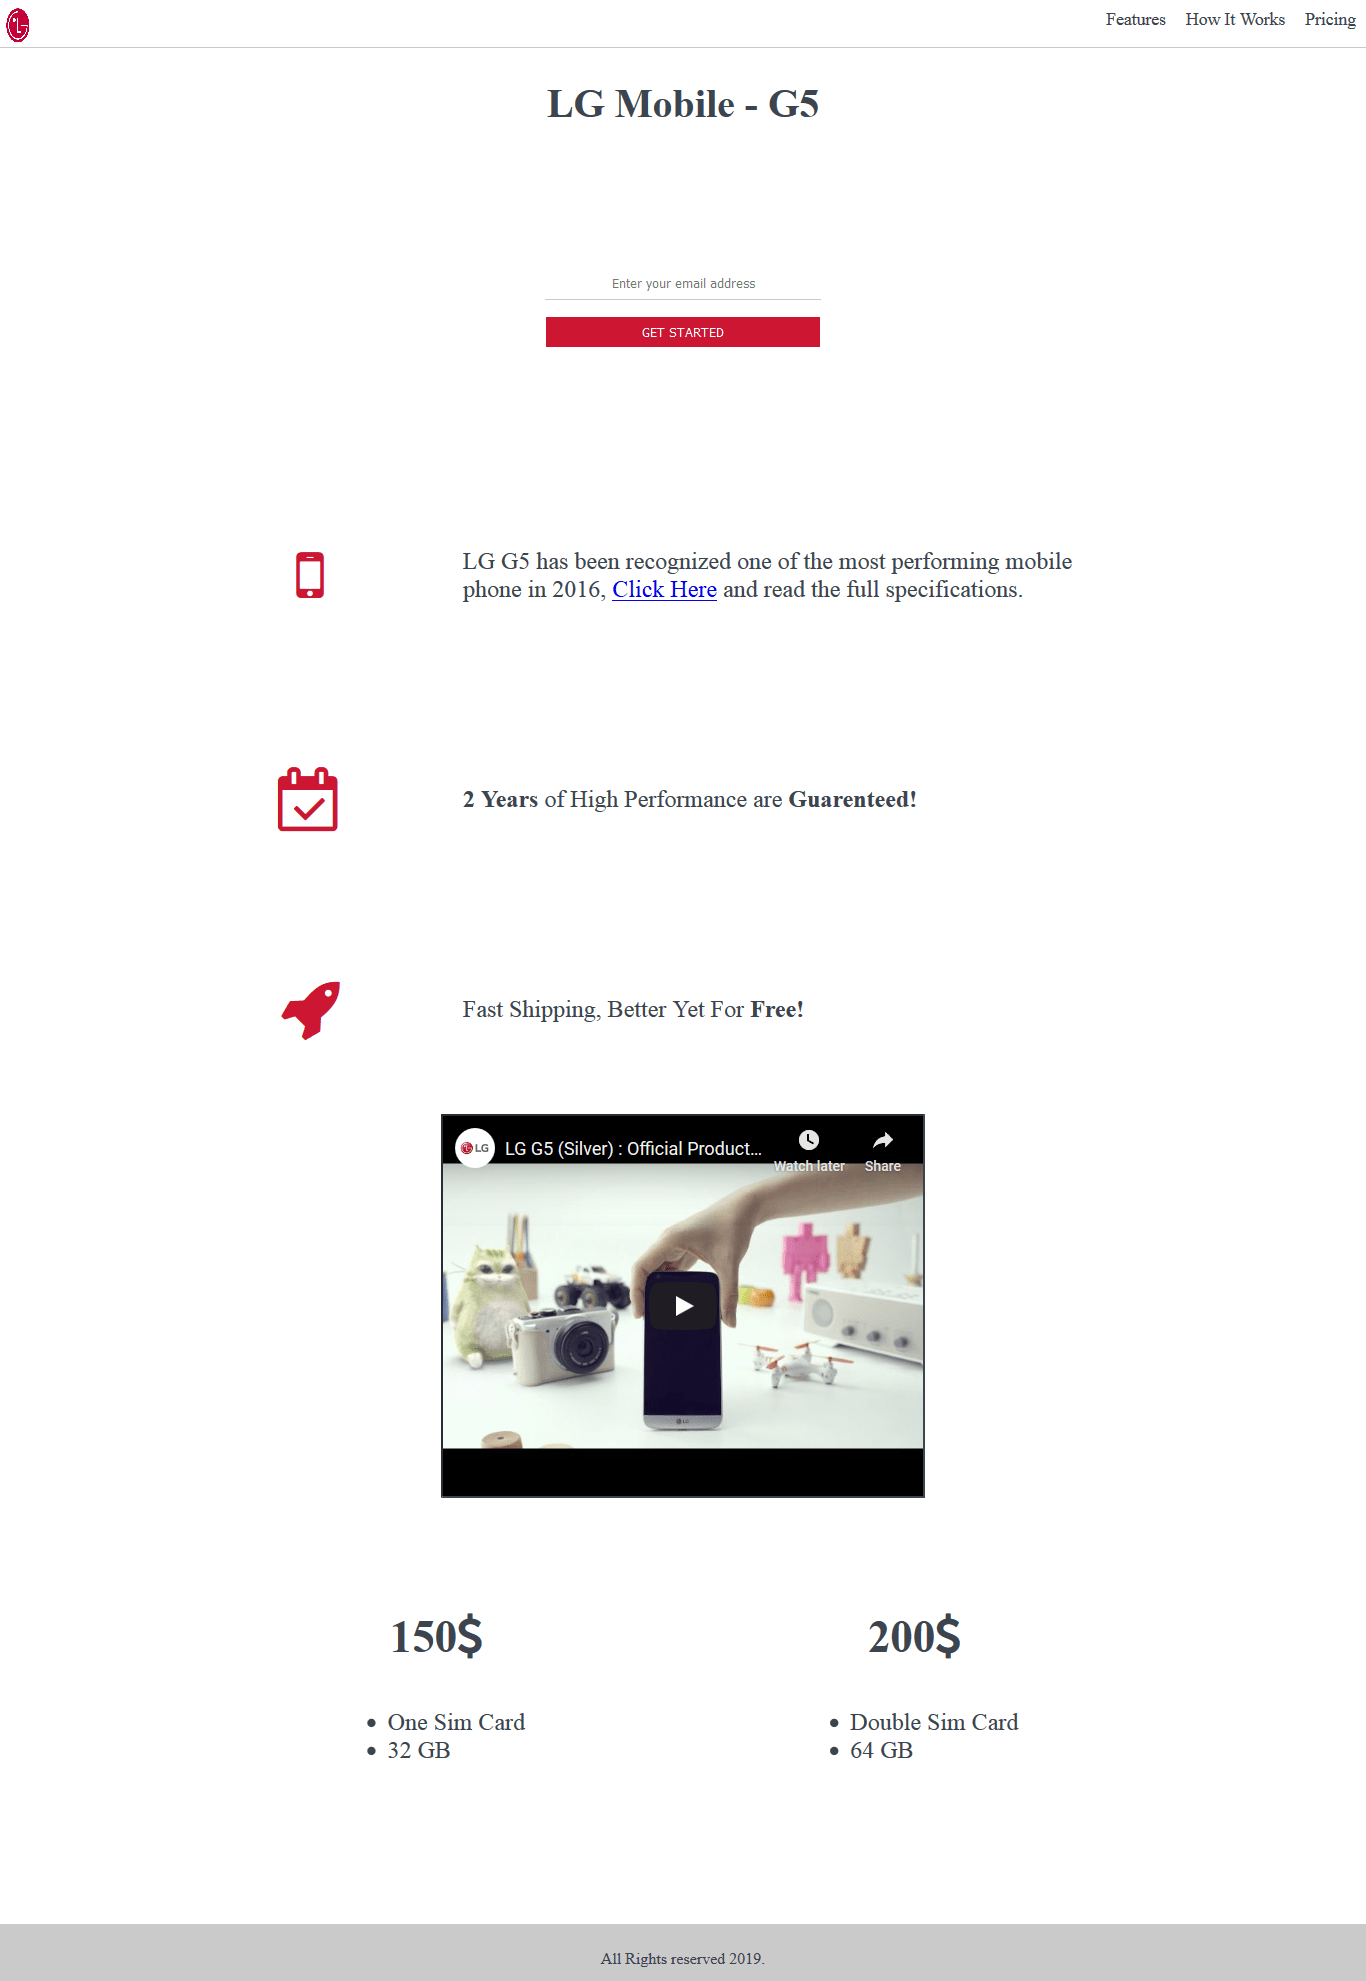 LG
Features How It Works Pricing
LG Mobile - G5
Enter your email address
GET STARTED
LG G5 has been recognized one of the most performing mobile
phone in 2016, Click Here and read the full specifications.
2 Years of High Performance are Guarenteed!
Fast Shipping, Better Yet For Free!
LG
LG G5 (Silver) : Official Product...
Watch later
Share
LG
150$
200$
• One Sim Card
• 32 GB
• Double Sim Card
• 64 GB
All Rights reserved 2019.